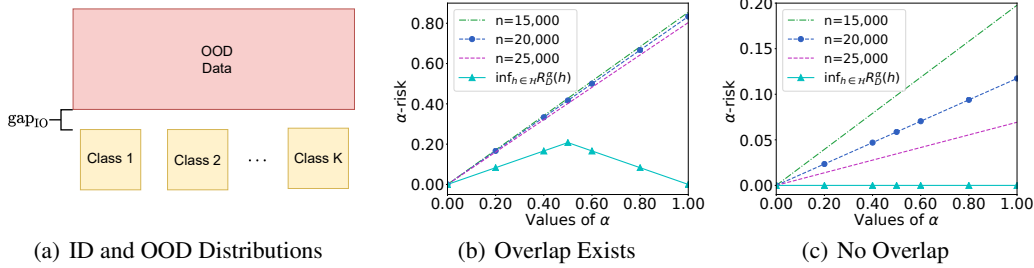 OOD
Data
gap_IO
Class 1
Class 2
...
Class K
(a) ID and OOD Distributions
α-risk
0.80
0.60
0.40
0.20
0.00
n=15,000
n=20,000
n=25,000
inf_{h∈ℋ}R_D^α(h)
0.00 0.20 0.40 0.60 0.80 1.00
Values of α
(b) Overlap Exists
α-risk
0.20
0.15
0.10
0.05
0.00
n=15,000
n=20,000
n=25,000
inf_{h∈ℋ}R_D^α(h)
0.00 0.20 0.40 0.60 0.80 1.00
Values of α
(c) No Overlap